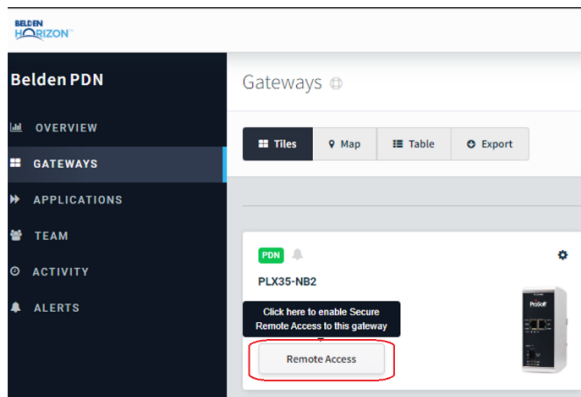 BELDEN
HORIZON
Belden PDN
OVERVIEW
GATEWAYS
APPLICATIONS
TEAM
ACTIVITY
ALERTS
Gateways
Tiles
Map
Table
Export
PDN
PLX35-NB2
Click here to enable Secure
Remote Access to this gateway
Remote Access
ProSoft